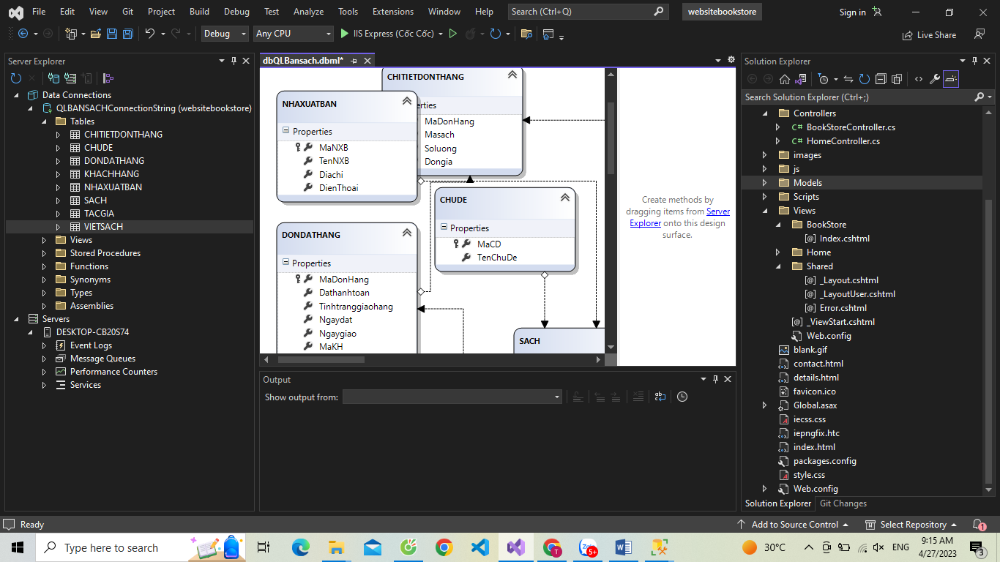 File Edit View Git Project Build Debug Test Analyze Tools Extensions Window Help Search (Ctrl+Q) websitebookstore Sign in
Debug Any CPU IIS Express (Cốc Cốc) Live Share
Server Explorer
Data Connections
QLBANSACHConnectionString (websitebookstore)
Tables
CHITIETDONTHANG
CHUDE
DONDATHANG
KHACHHANG
NHAXUATBAN
SACH
TACGIA
VIETSACH
Views
Stored Procedures
Functions
Synonyms
Types
Assemblies
Servers
DESKTOP-CB20S74
Event Logs
Message Queues
Performance Counters
Services
dbQLBansach.dbml*
CHITIETDONTHANG
erties
MaDonHang
Masach
Soluong
Dongia
NHAXUATBAN
Properties
MaNXB
TenNXB
Diachi
DienThoai
CHUDE
Properties
MaCD
TenChuDe
DONDATHANG
Properties
MaDonHang
Dathanhtoan
Tinhtranggiaohang
Ngaydat
Ngaygiao
MaKH
SACH
Create methods by
dragging items from Server
Explorer onto this design
surface.
Output
Show output from:
Solution Explorer
Search Solution Explorer (Ctrl+;)
Controllers
C# BookStoreController.cs
C# HomeController.cs
images
js
Models
Scripts
Views
BookStore
[@] Index.cshtml
Home
Shared
[@] _Layout.cshtml
[@] _LayoutUser.cshtml
[@] Error.cshtml
[@] _ViewStart.cshtml
Web.config
blank.gif
contact.html
details.html
favicon.ico
Global.asax
iecss.css
iepngfix.htc
index.html
packages.config
style.css
Web.config
Solution Explorer Git Changes
Ready Add to Source Control Select Repository 1
Type here to search T Zalo 5+ W 30°C ENG 9:15 AM
4/27/2023 3